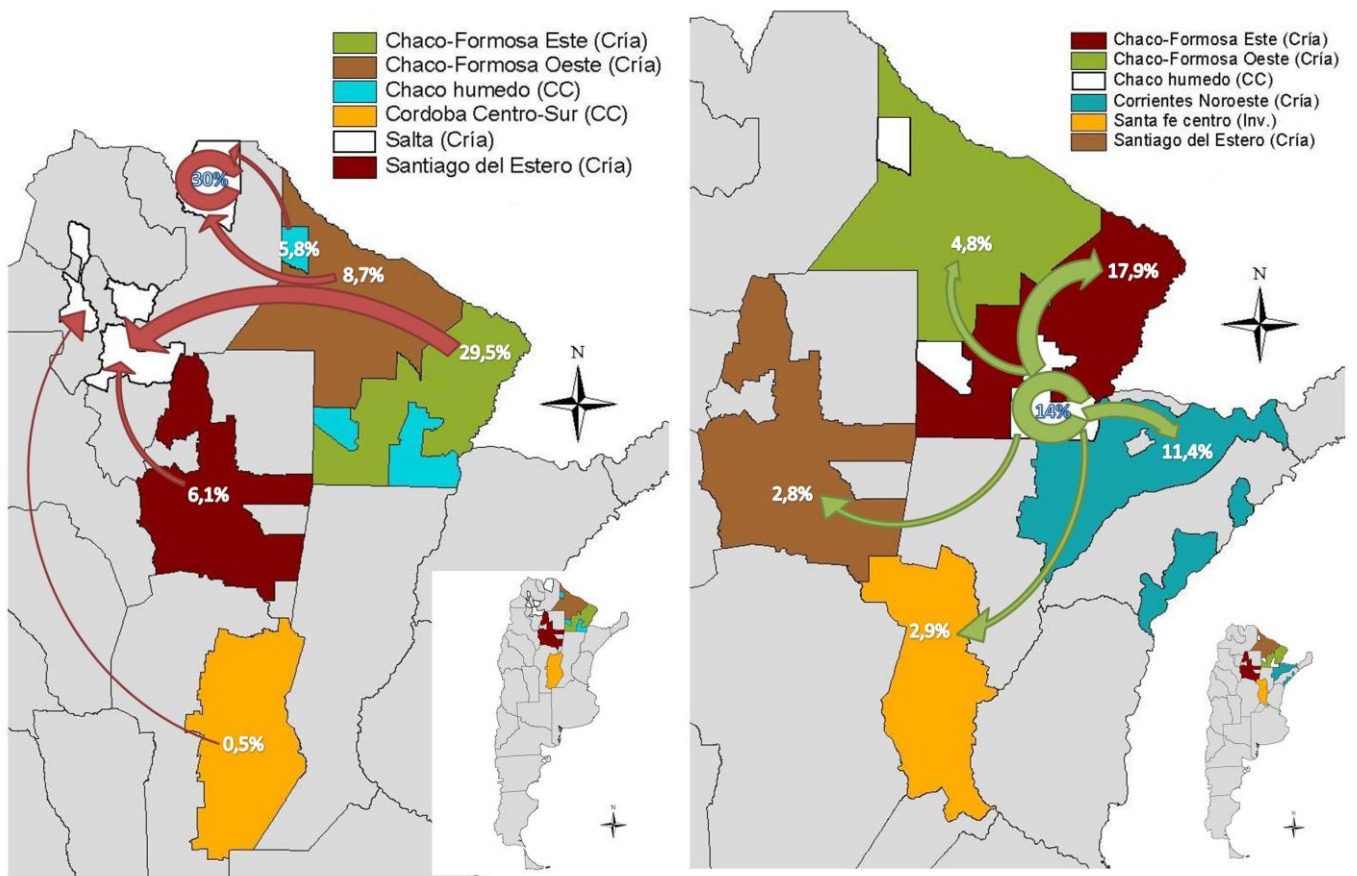 Chaco-Formosa Este (Cría)
Chaco-Formosa Oeste (Cría)
Chaco humedo (CC)
Cordoba Centro-Sur (CC)
Salta (Cría)
Santiago del Estero (Cría)
30%
5,8%
8,7%
29,5%
6,1%
0,5%
N
N
Chaco-Formosa Este (Cría)
Chaco-Formosa Oeste (Cría)
Chaco humedo (CC)
Corrientes Noroeste (Cría)
Santa fe centro (Inv.)
Santiago del Estero (Cría)
4,8%
17,9%
14%
11,4%
2,8%
2,9%
N
N